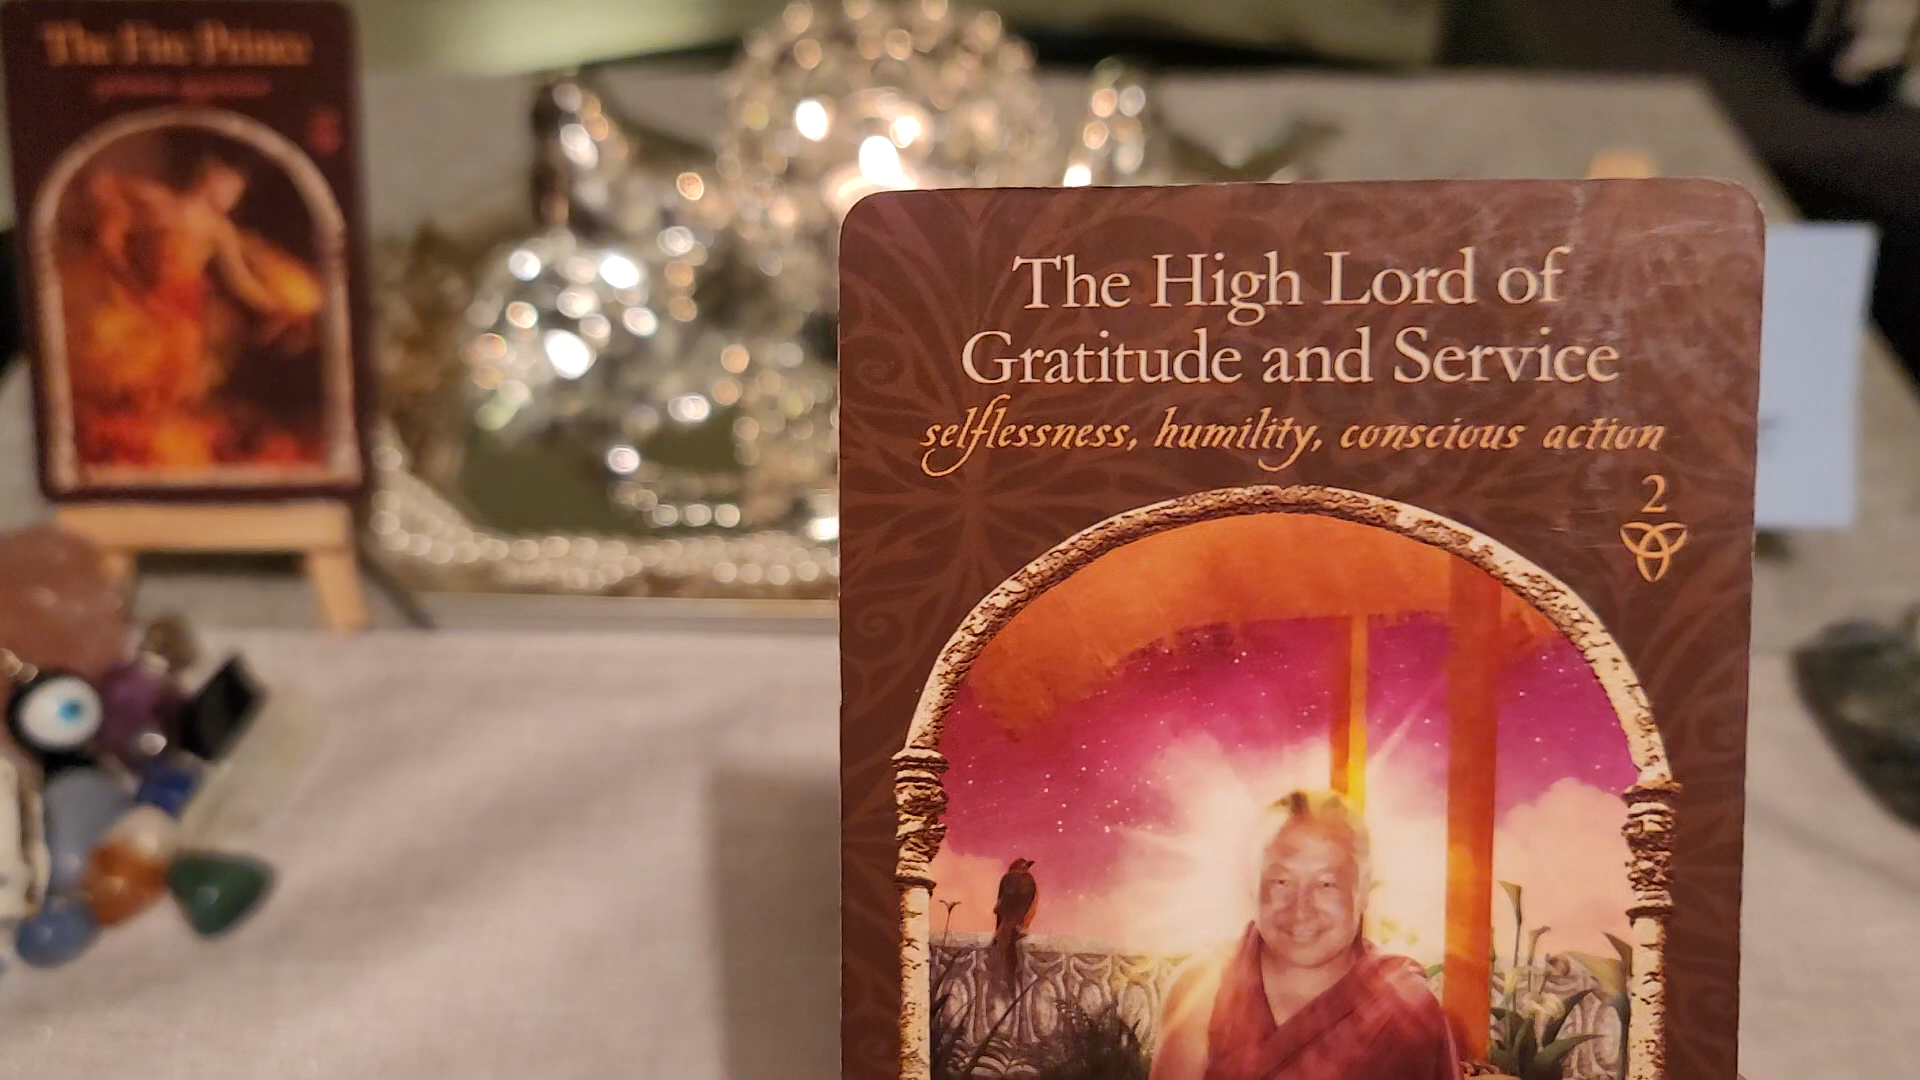 The Fire Prince
The High Lord of
Gratitude and Service
selflessness, humility, conscious action
2